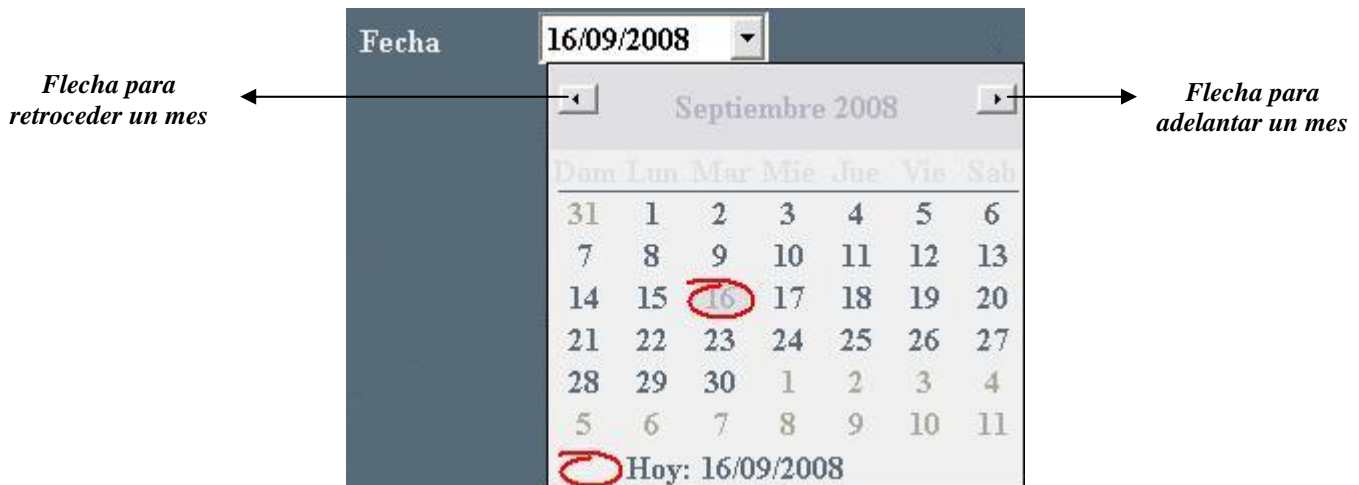 Fecha 16/09/2008
Flecha para
retroceder un mes
Septiembre 2008
Flecha para
adelantar un mes
Dom Lun Mar Mié Jue Vie Sab
31 1 2 3 4 5 6
7 8 9 10 11 12 13
14 15 16 17 18 19 20
21 22 23 24 25 26 27
28 29 30 1 2 3 4
5 6 7 8 9 10 11
Hoy: 16/09/2008